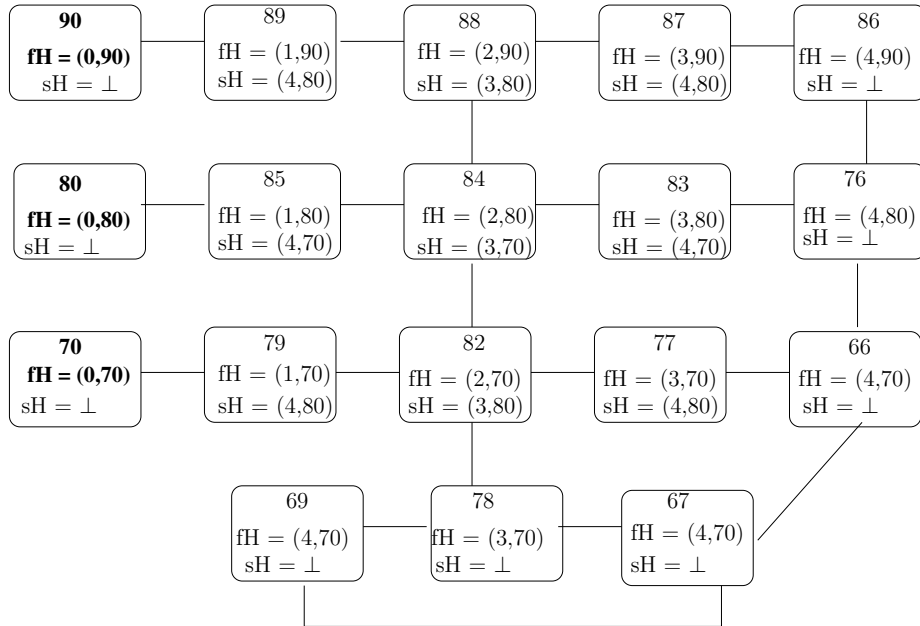 90
fH = (0,90)
sH = ⊥
89
fH = (1,90)
sH = (4,80)
88
fH = (2,90)
sH = (3,80)
87
fH = (3,90)
sH = (4,80)
86
fH = (4,90)
sH = ⊥
80
fH = (0,80)
sH = ⊥
85
fH = (1,80)
sH = (4,70)
84
fH = (2,80)
sH = (3,70)
83
fH = (3,80)
sH = (4,70)
76
fH = (4,80)
sH = ⊥
70
fH = (0,70)
sH = ⊥
79
fH = (1,70)
sH = (4,80)
82
fH = (2,70)
sH = (3,80)
77
fH = (3,70)
sH = (4,80)
66
fH = (4,70)
sH = ⊥
69
fH = (4,70)
sH = ⊥
78
fH = (3,70)
sH = ⊥
67
fH = (4,70)
sH = ⊥